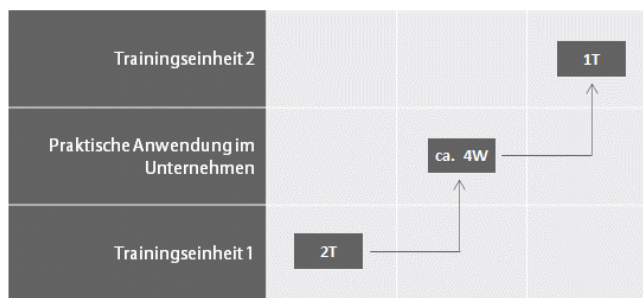 Trainingseinheit 2
1T
Praktische Anwendung im
Unternehmen
ca. 4W
Trainingseinheit 1
2T